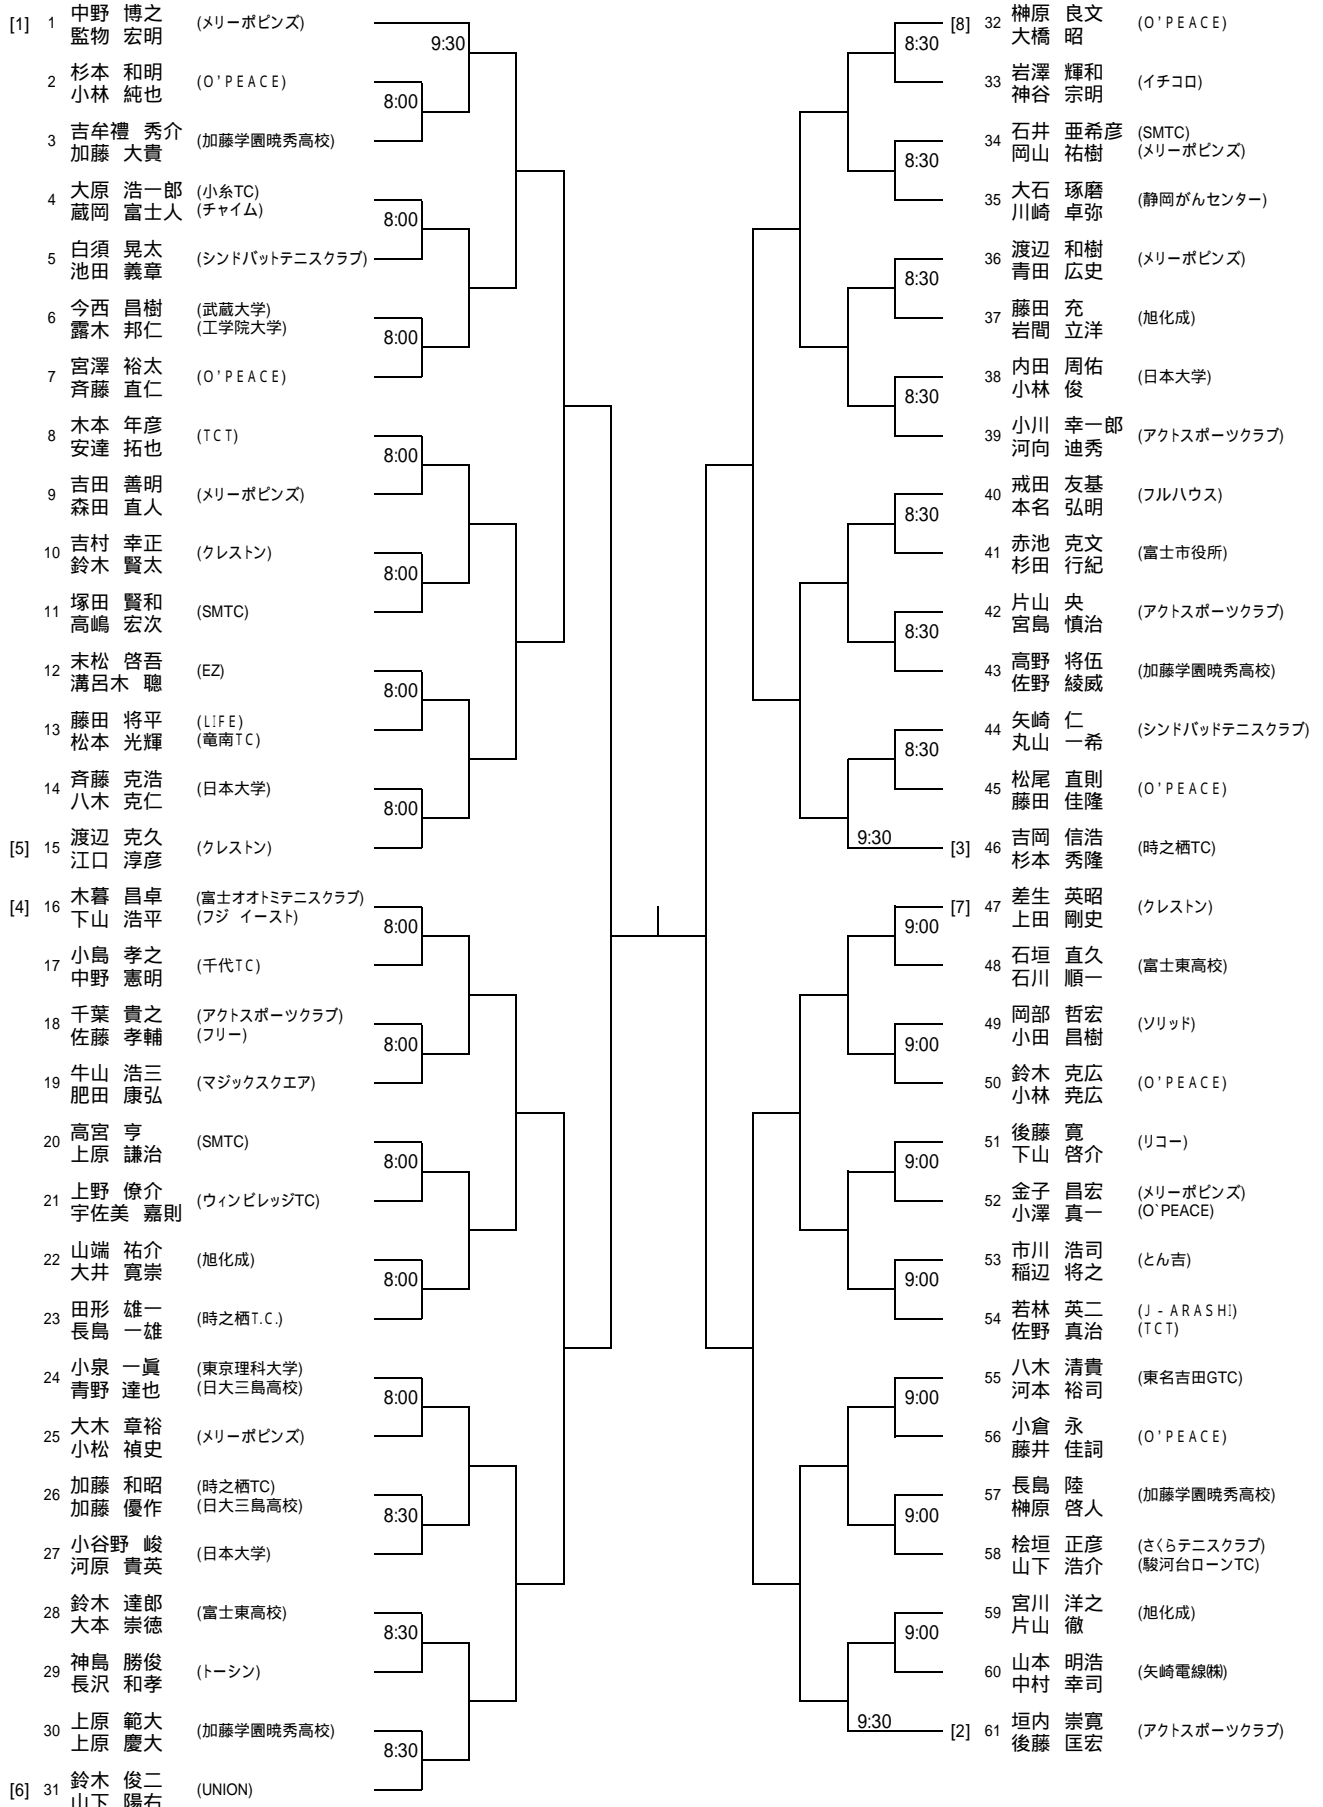 [1] 1 中野 博之 (メリーポピンズ)
監物 宏明
9:30
2 杉本 和明 (O'PEACE)
小林 純也
8:00
3 吉牟禮 秀介 (加藤学園暁秀高校)
加藤 大貴
4 大原 浩一郎 (小糸TC)
蔵岡 富士人 (チャイム)
8:00
5 白須 晃太 (シンドバットテニスクラブ)
池田 義章
6 今西 昌樹 (武蔵大学)
露木 邦仁 (工学院大学)
8:00
7 宮澤 裕太 (O'PEACE)
斉藤 直仁
8 木本 年彦 (TCT)
安達 拓也
8:00
9 吉田 善明 (メリーポピンズ)
森田 直人
10 吉村 幸正 (クレストン)
鈴木 賢太
8:00
11 塚田 賢和 (SMTC)
高嶋 宏次
12 末松 啓吾 (EZ)
溝呂木 聰
8:00
13 藤田 将平 (LIFE)
松本 光輝 (竜南TC)
14 斉藤 克浩 (日本大学)
八木 克仁
8:00
[5] 15 渡辺 克久 (クレストン)
江口 淳彦
[4] 16 木暮 昌卓 (富士オオトミテニスクラブ)
下山 浩平 (フジ イースト)
8:00
17 小島 孝之 (千代TC)
中野 憲明
18 千葉 貴之 (アクトスポーツクラブ)
佐藤 孝輔 (フリー)
8:00
19 牛山 浩三 (マジックスクエア)
肥田 康弘
20 高宮 亨 (SMTC)
上原 謙治
8:00
21 上野 僚介 (ウィンビレッジTC)
宇佐美 嘉則
22 山端 祐介 (旭化成)
大井 寛崇
8:00
23 田形 雄一 (時之栖T.C.)
長島 一雄
24 小泉 一眞 (東京理科大学)
青野 達也 (日大三島高校)
8:00
25 大木 章裕 (メリーポピンズ)
小松 禎史
26 加藤 和昭 (時之栖TC)
加藤 優作 (日大三島高校)
8:30
27 小谷野 峻 (日本大学)
河原 貴英
28 鈴木 達郎 (富士東高校)
大本 崇徳
8:30
29 神島 勝俊 (トーシン)
長沢 和孝
30 上原 範大 (加藤学園暁秀高校)
上原 慶大
8:30
[6] 31 鈴木 俊二 (UNION)
山下 陽右
[8] 32 榊原 良文 (O'PEACE)
大橋 昭
8:30
33 岩澤 輝和 (イチコロ)
神谷 宗明
34 石井 亜希彦 (SMTC)
岡山 祐樹 (メリーポピンズ)
8:30
35 大石 琢磨 (静岡がんセンター)
川崎 卓弥
36 渡辺 和樹 (メリーポピンズ)
青田 広史
8:30
37 藤田 充 (旭化成)
岩間 立洋
38 内田 周佑 (日本大学)
小林 俊
8:30
39 小川 幸一郎 (アクトスポーツクラブ)
河向 迪秀
40 戒田 友基 (フルハウス)
本名 弘明
8:30
41 赤池 克文 (富士市役所)
杉田 行紀
42 片山 央 (アクトスポーツクラブ)
宮島 慎治
8:30
43 高野 将伍 (加藤学園暁秀高校)
佐野 綾威
44 矢崎 仁 (シンドバッドテニスクラブ)
丸山 一希
8:30
45 松尾 直則 (O'PEACE)
藤田 佳隆
9:30
[3] 46 吉岡 信浩 (時之栖TC)
杉本 秀隆
[7] 47 差生 英昭 (クレストン)
上田 剛史
9:00
48 石垣 直久 (富士東高校)
石川 順一
49 岡部 哲宏 (ソリッド)
小田 昌樹
9:00
50 鈴木 克広 (O'PEACE)
小林 尭広
51 後藤 寛 (リコー)
下山 啓介
9:00
52 金子 昌宏 (メリーポピンズ)
小澤 真一 (O`PEACE)
53 市川 浩司 (とん吉)
稲辺 将之
9:00
54 若林 英二 (J-ARASHI)
佐野 真治 (TCT)
55 八木 清貴 (東名吉田GTC)
河本 裕司
9:00
56 小倉 永 (O'PEACE)
藤井 佳詞
57 長島 陸 (加藤学園暁秀高校)
榊原 啓人
9:00
58 桧垣 正彦 (さくらテニスクラブ)
山下 浩介 (駿河台ローンTC)
59 宮川 洋之 (旭化成)
片山 徹
9:00
60 山本 明浩 (矢崎電線㈱)
中村 幸司
9:30
[2] 61 垣内 崇寛 (アクトスポーツクラブ)
後藤 匡宏